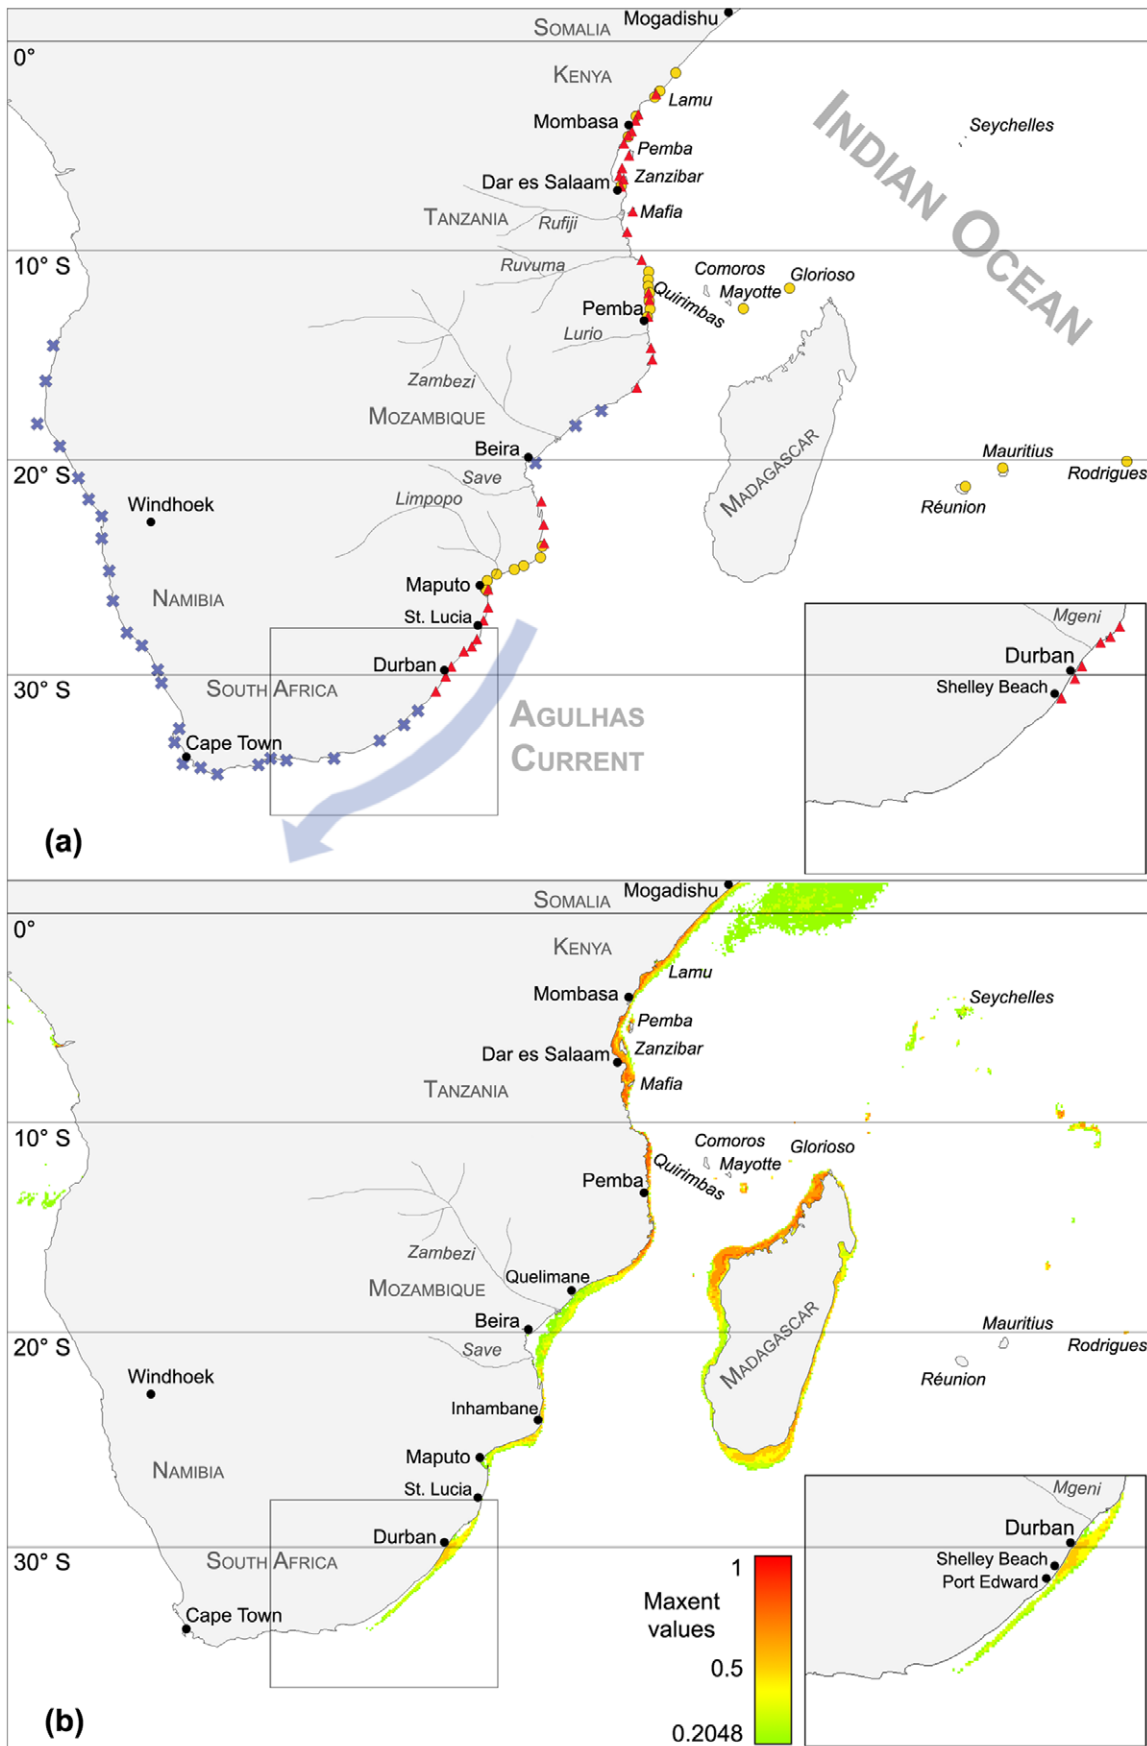 Mogadishu
SOMALIA
0°
KENYA
Lamu
Mombasa
Seychelles
INDIAN OCEAN
Pemba
Zanzibar
Dar es Salaam
Mafia
TANZANIA
Rufiji
10° S
Ruvuma
Comoros
Glorioso
Mayotte
Quirimbas
Pemba
Lurio
Zambezi
MOZAMBIQUE
MADAGASCAR
Beira
20° S
Mauritius
Rodrigues
Save
Limpopo
Réunion
Windhoek
Maputo
NAMIBIA
St. Lucia
Mgeni
Durban
Durban
30° S
SOUTH AFRICA
Shelley Beach
AGULHAS
CURRENT
Cape Town
(a)
Mogadishu
SOMALIA
0°
KENYA
Lamu
Mombasa
Seychelles
Pemba
Zanzibar
Dar es Salaam
Mafia
TANZANIA
10° S
Comoros
Glorioso
Mayotte
Quirimbas
Pemba
Zambezi
Quelimane
MOZAMBIQUE
MADAGASCAR
Beira
20° S
Mauritius
Rodrigues
Save
Réunion
Windhoek
Inhambane
Maputo
NAMIBIA
St. Lucia
Mgeni
Durban
Durban
30° S
SOUTH AFRICA
Shelley Beach
Port Edward
1
Maxent
values
0.5
0.2048
Cape Town
(b)